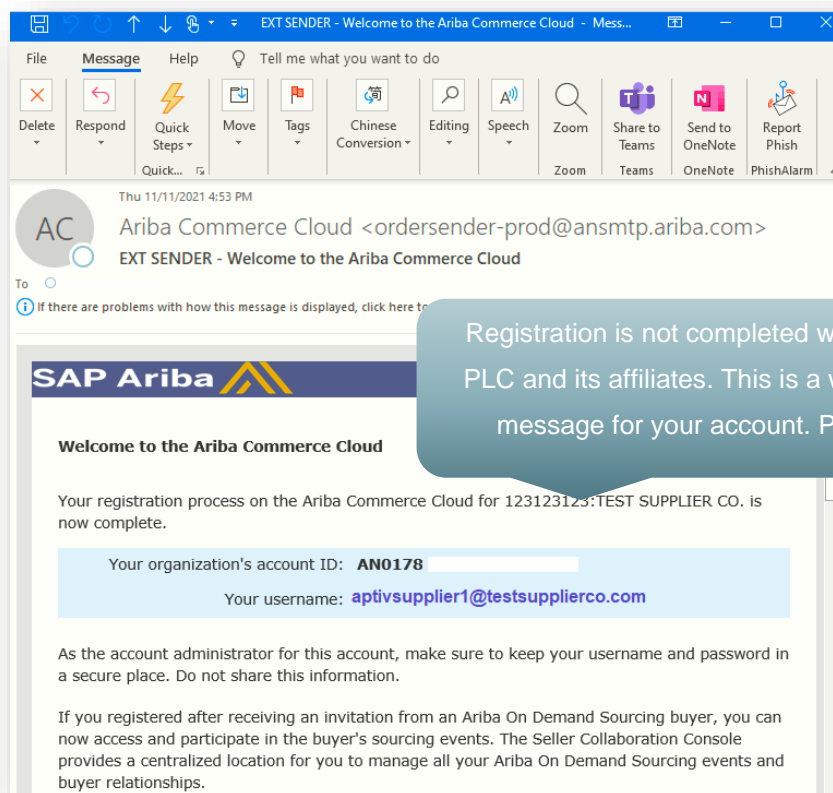 EXT SENDER - Welcome to the Ariba Commerce Cloud - Mess...
File Message Help Tell me what you want to do
Delete Respond Quick Steps Move Tags Chinese Conversion Editing Speech Zoom Share to Teams Send to OneNote Report Phish
Quick... Zoom Teams OneNote PhishAlarm
Thu 11/11/2021 4:53 PM
AC
Ariba Commerce Cloud <ordersender-prod@ansmtp.ariba.com>
EXT SENDER - Welcome to the Ariba Commerce Cloud
To
If there are problems with how this message is displayed, click here
Registration is not completed
PLC and its affiliates. This is a
message for your account.
SAP Ariba
Welcome to the Ariba Commerce Cloud
Your registration process on the Ariba Commerce Cloud for 123123123:TEST SUPPLIER CO. is
now complete.
Your organization's account ID: AN0178
Your username: aptivsupplier1@testsupplierco.com
As the account administrator for this account, make sure to keep your username and password in
a secure place. Do not share this information.
If you registered after receiving an invitation from an Ariba On Demand Sourcing buyer, you can
now access and participate in the buyer's sourcing events. The Seller Collaboration Console
provides a centralized location for you to manage all your Ariba On Demand Sourcing events and
buyer relationships.